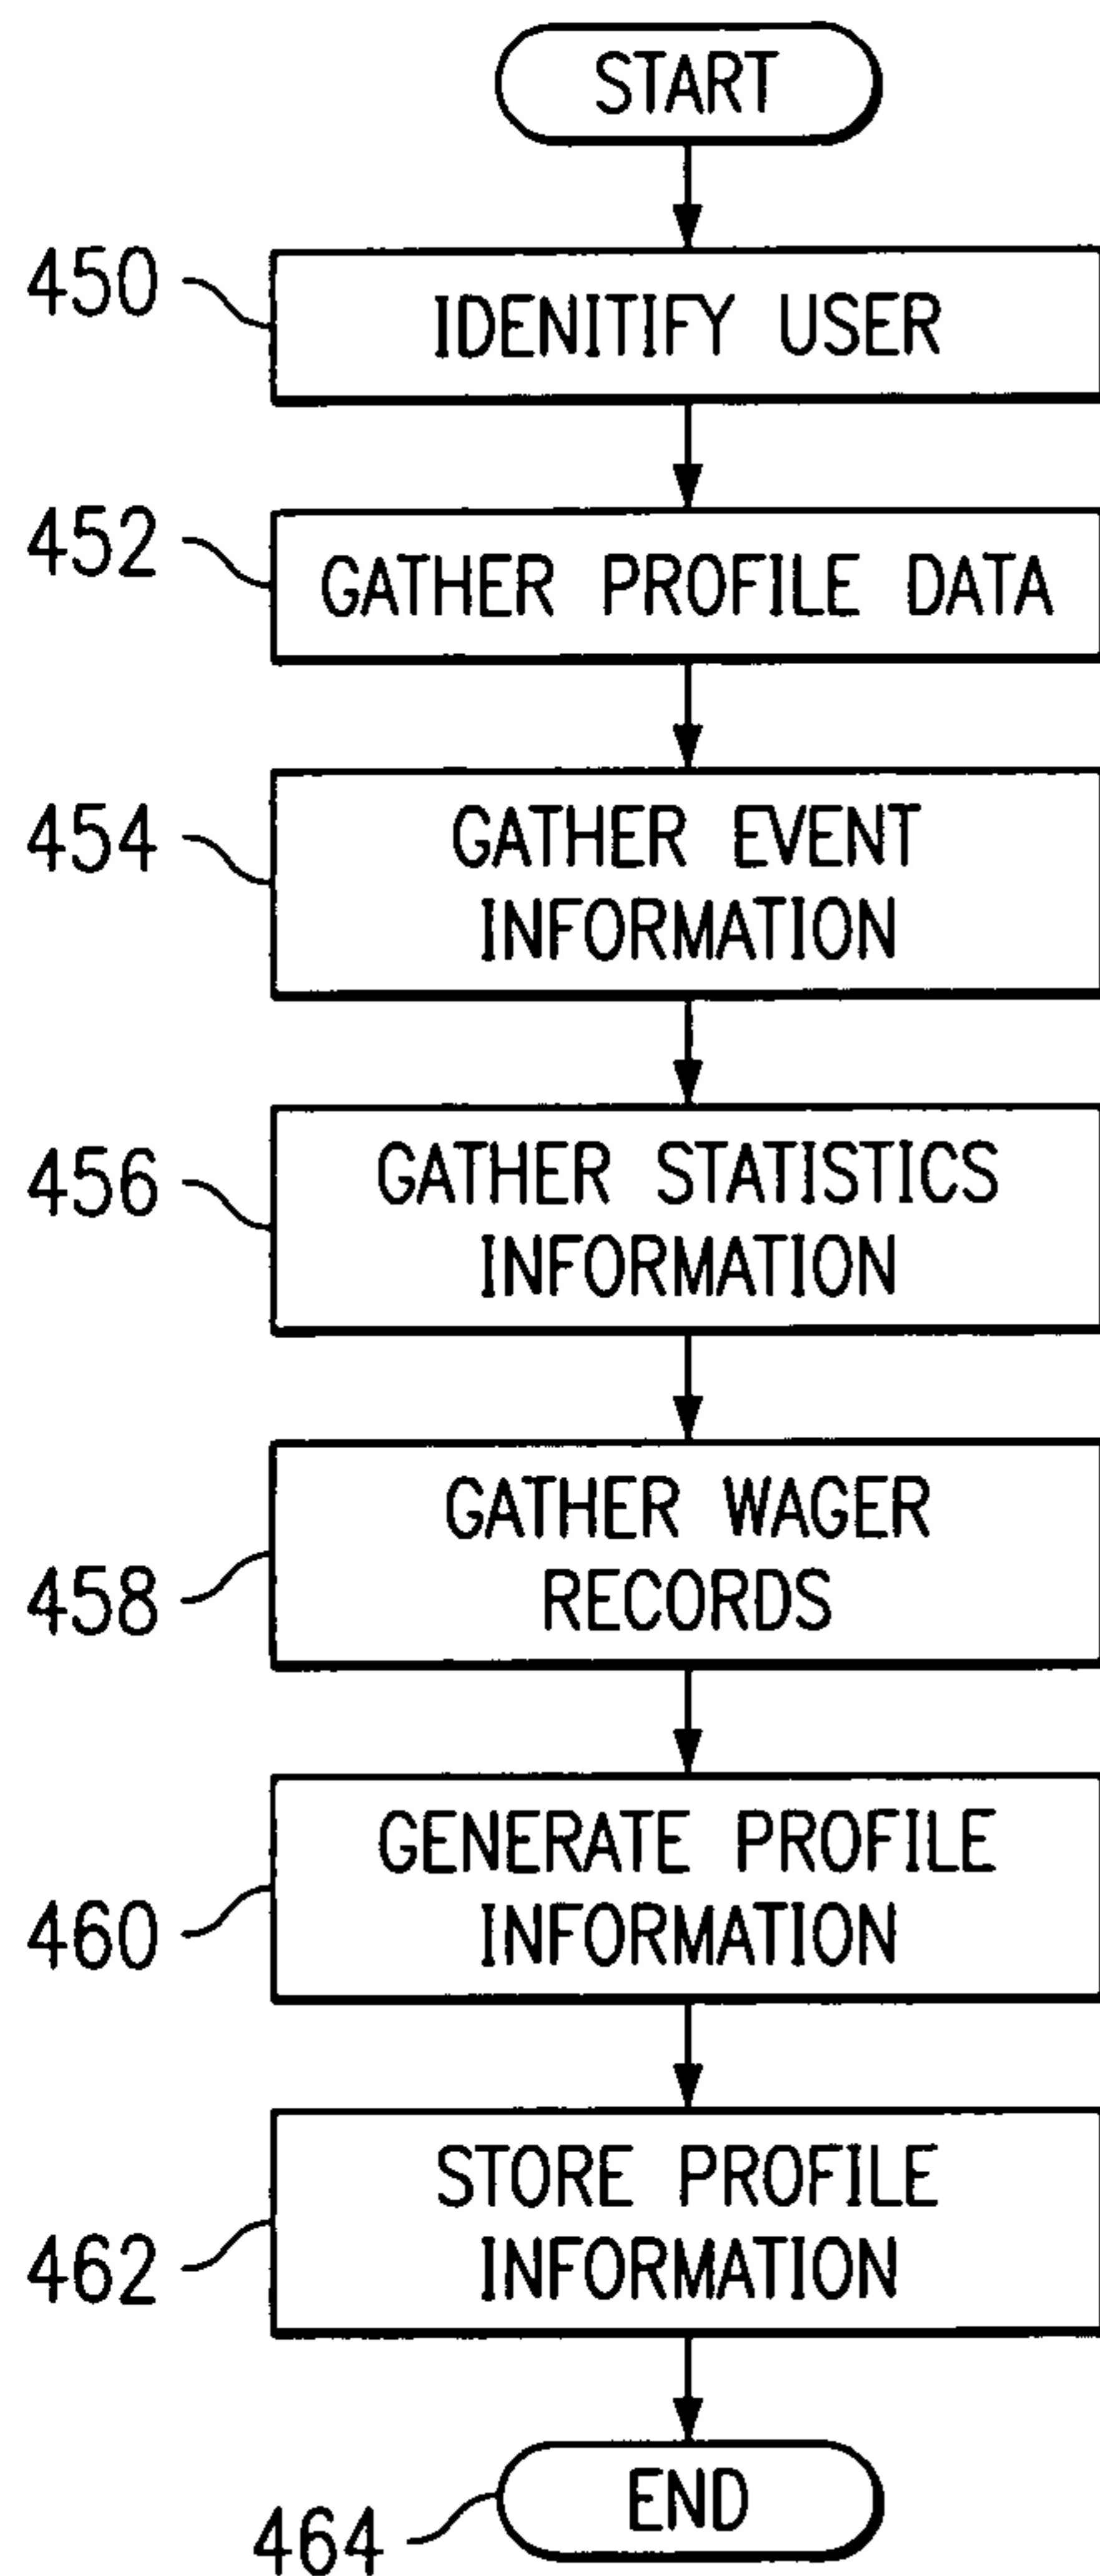 START
450
IDENITIFY USER
452
GATHER PROFILE DATA
454
GATHER EVENT
INFORMATION
456
GATHER STATISTICS
INFORMATION
458
GATHER WAGER
RECORDS
460
GENERATE PROFILE
INFORMATION
462
STORE PROFILE
INFORMATION
464
END